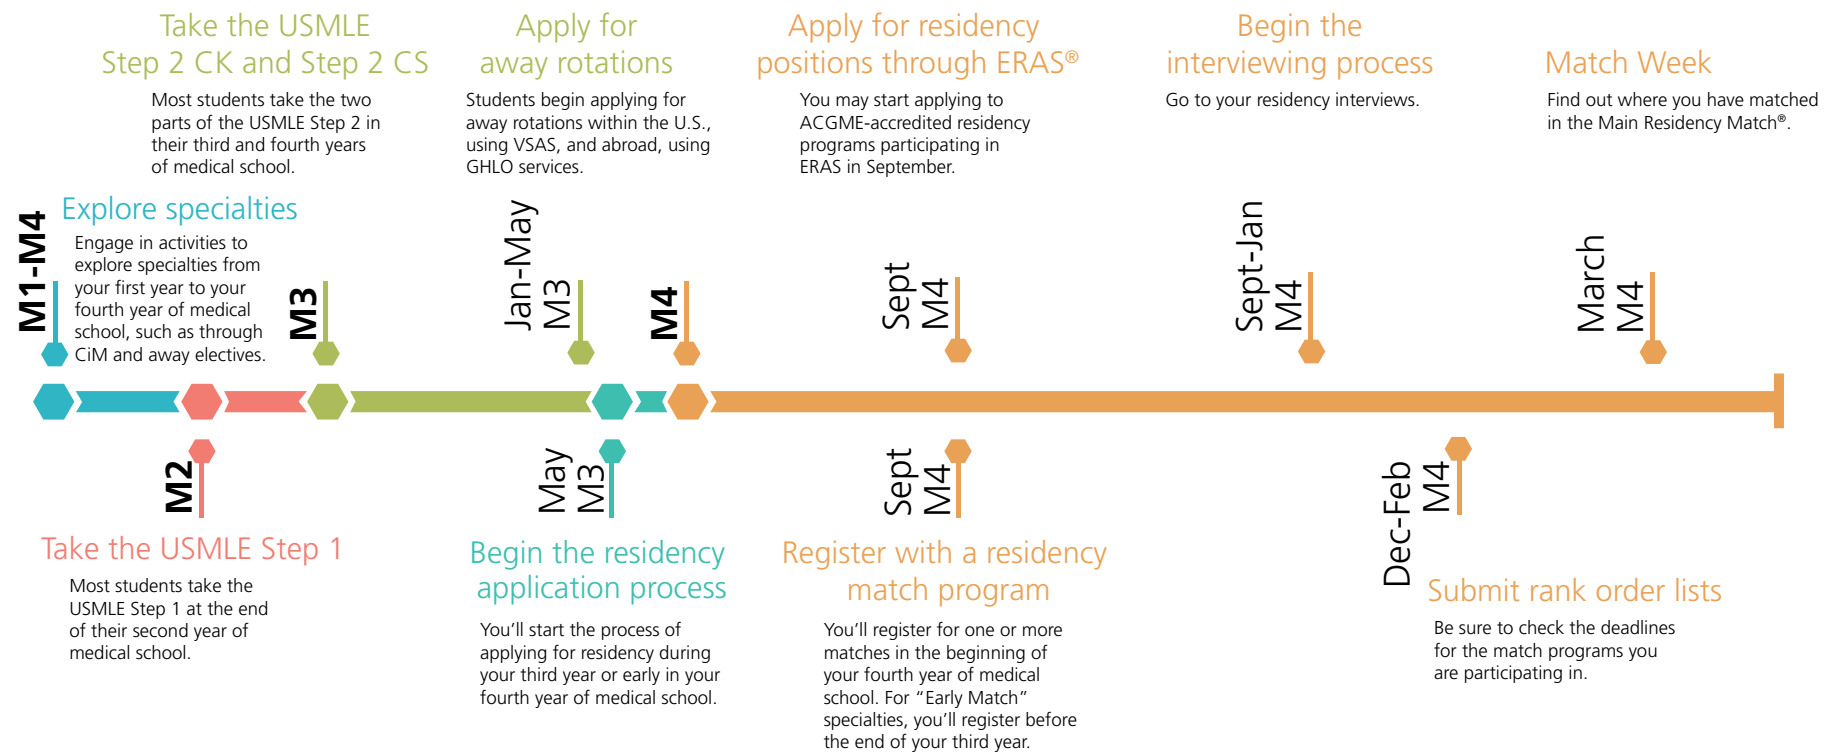 Take the USMLE
Step 2 CK and Step 2 CS
Most students take the two
parts of the USMLE Step 2 in
their third and fourth years
of medical school.
Apply for
away rotations
Students begin applying for
away rotations within the U.S.,
using VSAS, and abroad, using
GHLO services.
Apply for residency
positions through ERAS®
You may start applying to
ACGME-accredited residency
programs participating in
ERAS in September.
Begin the
interviewing process
Go to your residency interviews.
Match Week
Find out where you have matched
in the Main Residency Match®.
M1-M4
Explore specialties
Engage in activities to
explore specialties from
your first year to your
fourth year of medical
school, such as through
CiM and away electives.
M3
Jan-May
M3
M4
Sept
M4
Sept-Jan
M4
March
M4
M2
Take the USMLE Step 1
Most students take the
USMLE Step 1 at the end
of their second year of
medical school.
May
M3
Begin the residency
application process
You’ll start the process of
applying for residency during
your third year or early in your
fourth year of medical school.
Sept
M4
Register with a residency
match program
You’ll register for one or more
matches in the beginning of
your fourth year of medical
school. For “Early Match”
specialties, you’ll register before
the end of your third year.
Dec-Feb
M4
Submit rank order lists
Be sure to check the deadlines
for the match programs you
are participating in.